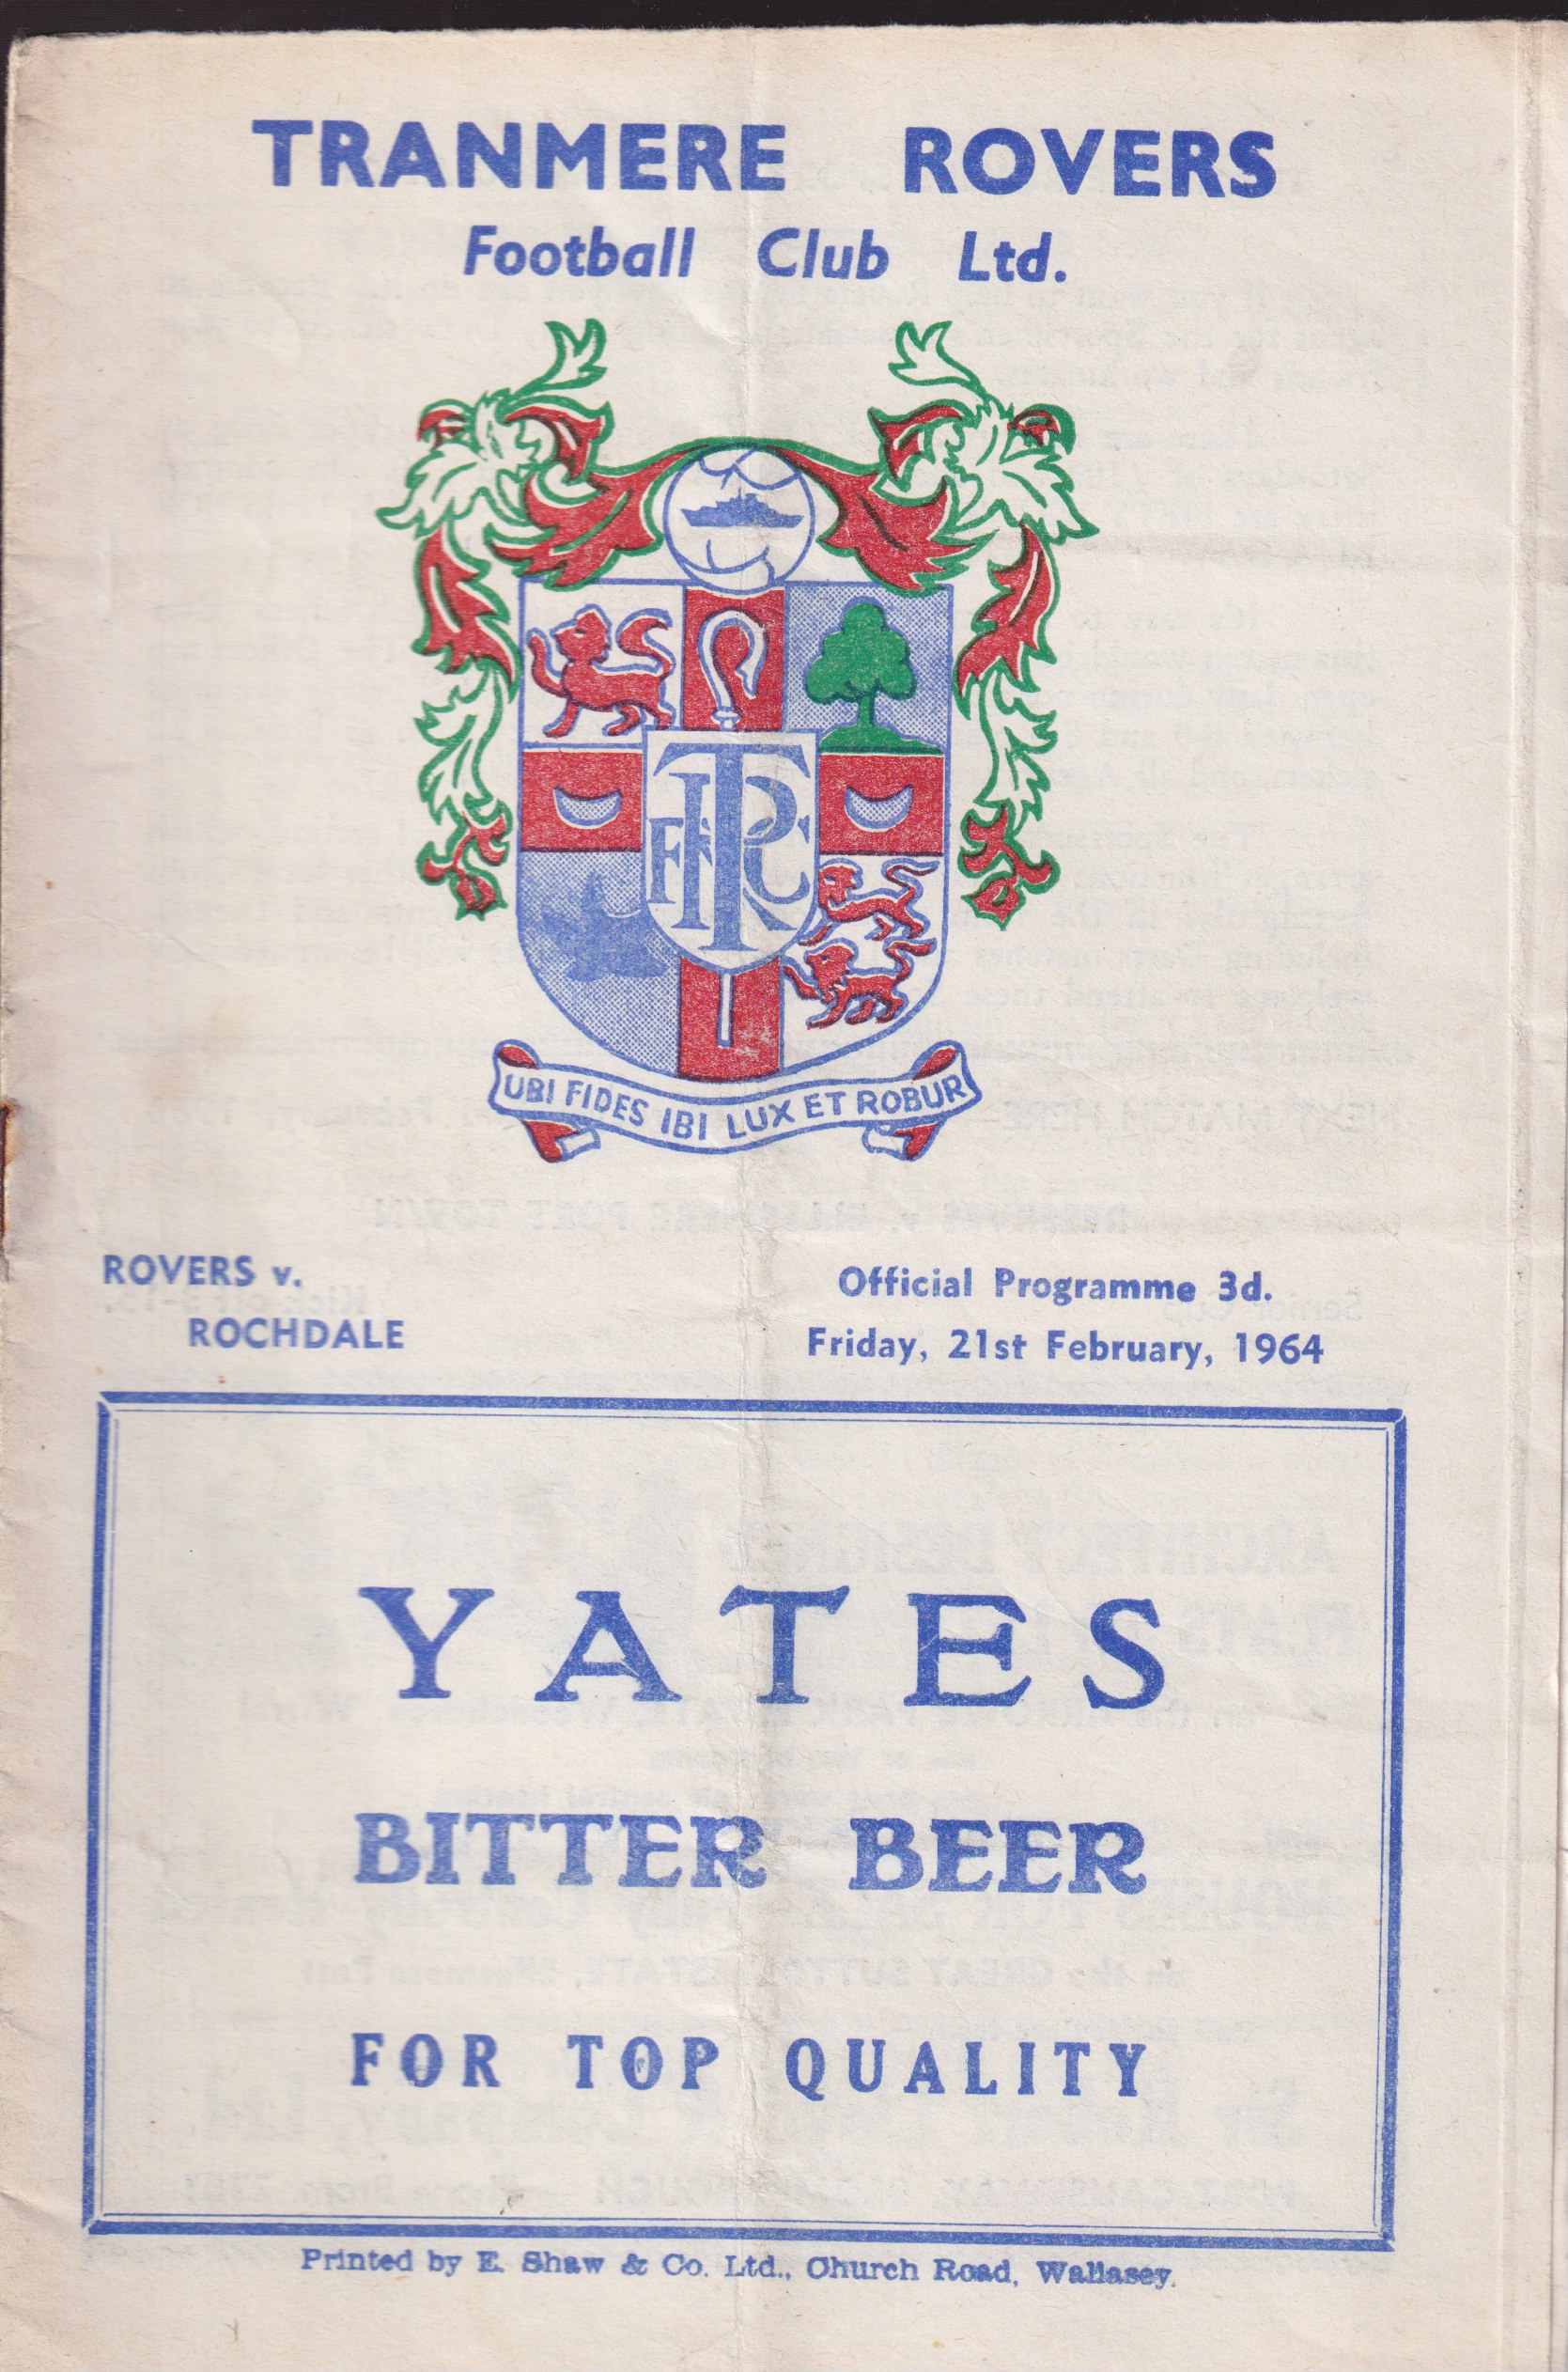 TRANMERE ROVERS
Football Club Ltd.
TRFC
UBI FIDES IBI LUX ET ROBUR
ROVERS v.
ROCHDALE
Official Programme 3d.
Friday, 21st February, 1964
YATES
BITTER BEER
FOR TOP QUALITY
Printed by E. Shaw & Co. Ltd., Church Road, Wallasey.